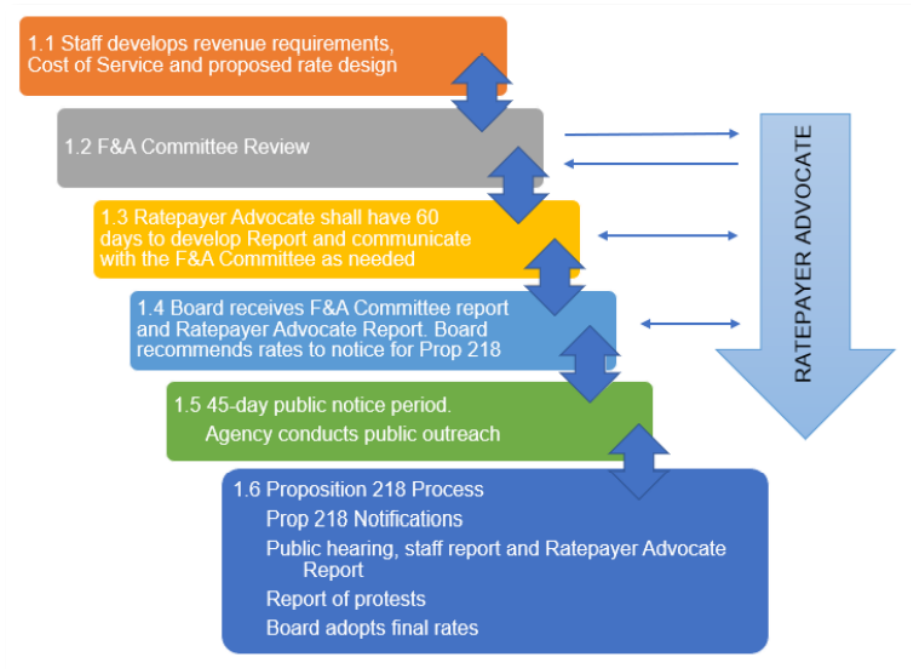 1.1 Staff develops revenue requirements,
Cost of Service and proposed rate design
1.2 F&A Committee Review
1.3 Ratepayer Advocate shall have 60
days to develop Report and communicate
with the F&A Committee as needed
1.4 Board receives F&A Committee report
and Ratepayer Advocate Report. Board
recommends rates to notice for Prop 218
1.5 45-day public notice period.
Agency conducts public outreach
1.6 Proposition 218 Process
Prop 218 Notifications
Public hearing, staff report and Ratepayer Advocate
Report
Report of protests
Board adopts final rates
RATEPAYER ADVOCATE